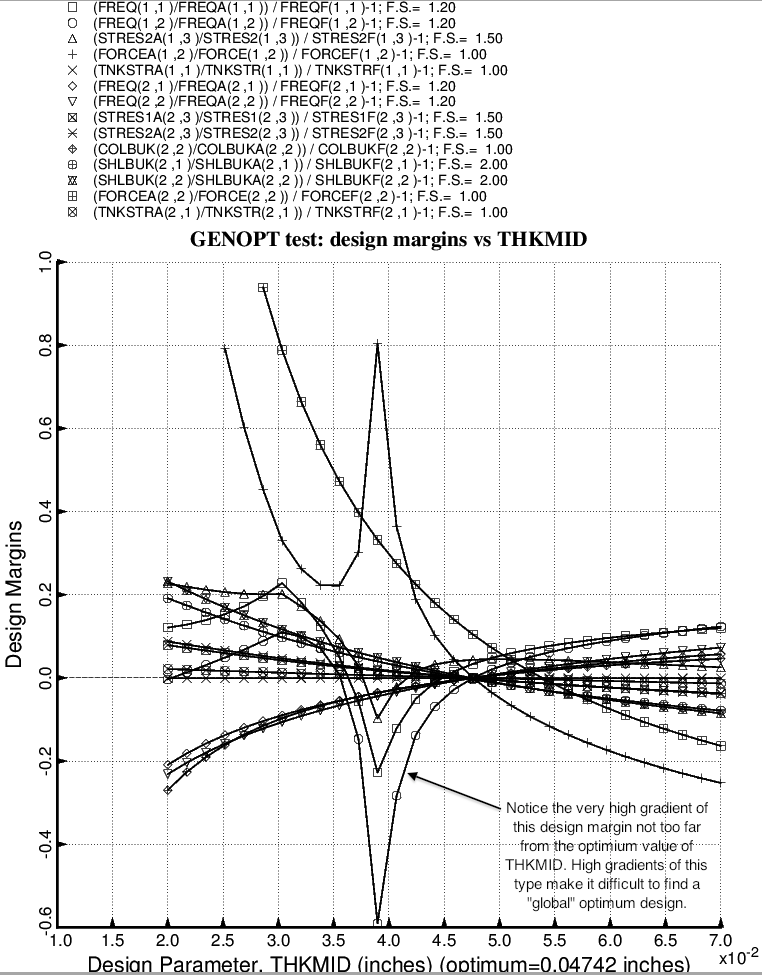 (FREQ(1 ,1 )/FREQA(1 ,1 )) / FREQF(1 ,1 )-1; F.S.= 1.20
(FREQ(1 ,2 )/FREQA(1 ,2 )) / FREQF(1 ,2 )-1; F.S.= 1.20
(STRES2A(1 ,3 )/STRES2(1 ,3 )) / STRES2F(1 ,3 )-1; F.S.= 1.50
(FORCEA(1 ,2 )/FORCE(1 ,2 )) / FORCEF(1 ,2 )-1; F.S.= 1.00
(TNKSTRA(1 ,1 )/TNKSTR(1 ,1 )) / TNKSTRF(1 ,1 )-1; F.S.= 1.00
(FREQ(2 ,1 )/FREQA(2 ,1 )) / FREQF(2 ,1 )-1; F.S.= 1.20
(FREQ(2 ,2 )/FREQA(2 ,2 )) / FREQF(2 ,2 )-1; F.S.= 1.20
(STRES1A(2 ,3 )/STRES1(2 ,3 )) / STRES1F(2 ,3 )-1; F.S.= 1.50
(STRES2A(2 ,3 )/STRES2(2 ,3 )) / STRES2F(2 ,3 )-1; F.S.= 1.50
(COLBUK(2 ,2 )/COLBUKA(2 ,2 )) / COLBUKF(2 ,2 )-1; F.S.= 1.00
(SHLBUK(2 ,1 )/SHLBUKA(2 ,1 )) / SHLBUKF(2 ,1 )-1; F.S.= 2.00
(SHLBUK(2 ,2 )/SHLBUKA(2 ,2 )) / SHLBUKF(2 ,2 )-1; F.S.= 2.00
(FORCEA(2 ,2 )/FORCE(2 ,2 )) / FORCEF(2 ,2 )-1; F.S.= 1.00
(TNKSTRA(2 ,1 )/TNKSTR(2 ,1 )) / TNKSTRF(2 ,1 )-1; F.S.= 1.00
GENOPT test: design margins vs THKMID
1.0
0.8
0.6
0.4
0.2
0.0
-0.2
-0.4
-0.6
Design Margins
Notice the very high gradient of
this design margin not too far
from the optimium value of
THKMID. High gradients of this
type make it difficult to find a
"global" optimum design.
1.0 1.5 2.0 2.5 3.0 3.5 4.0 4.5 5.0 5.5 6.0 6.5 7.0
x10-2
Design Parameter, THKMID (inches) (optimum=0.04742 inches)